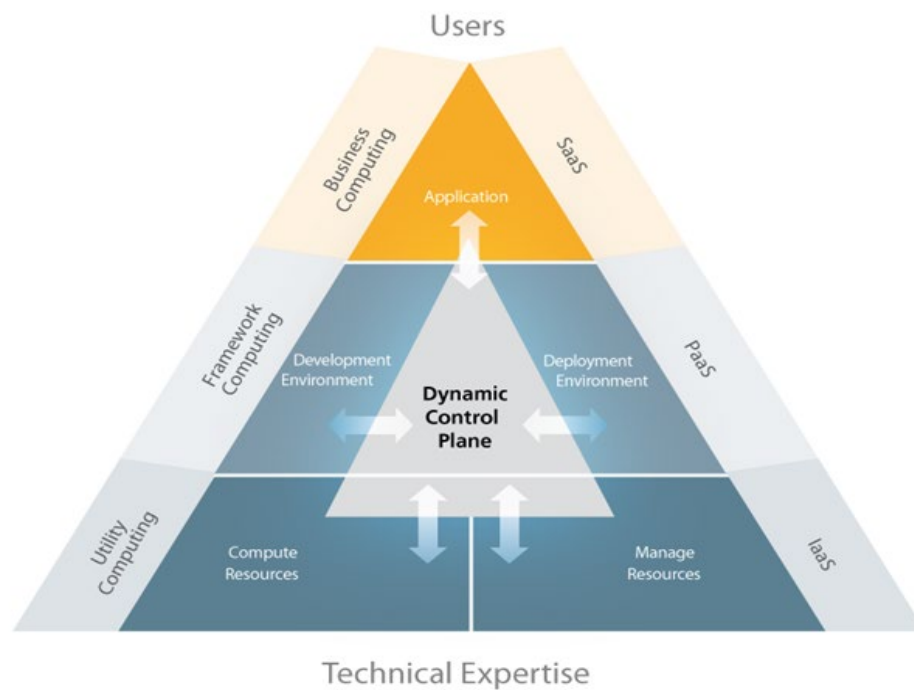 Users
Business
Computing
SaaS
Application
Framework
Computing
Development
Environment
Deployment
Environment
PaaS
Dynamic
Control
Plane
Utility
Computing
Compute
Resources
Manage
Resources
IaaS
Technical Expertise